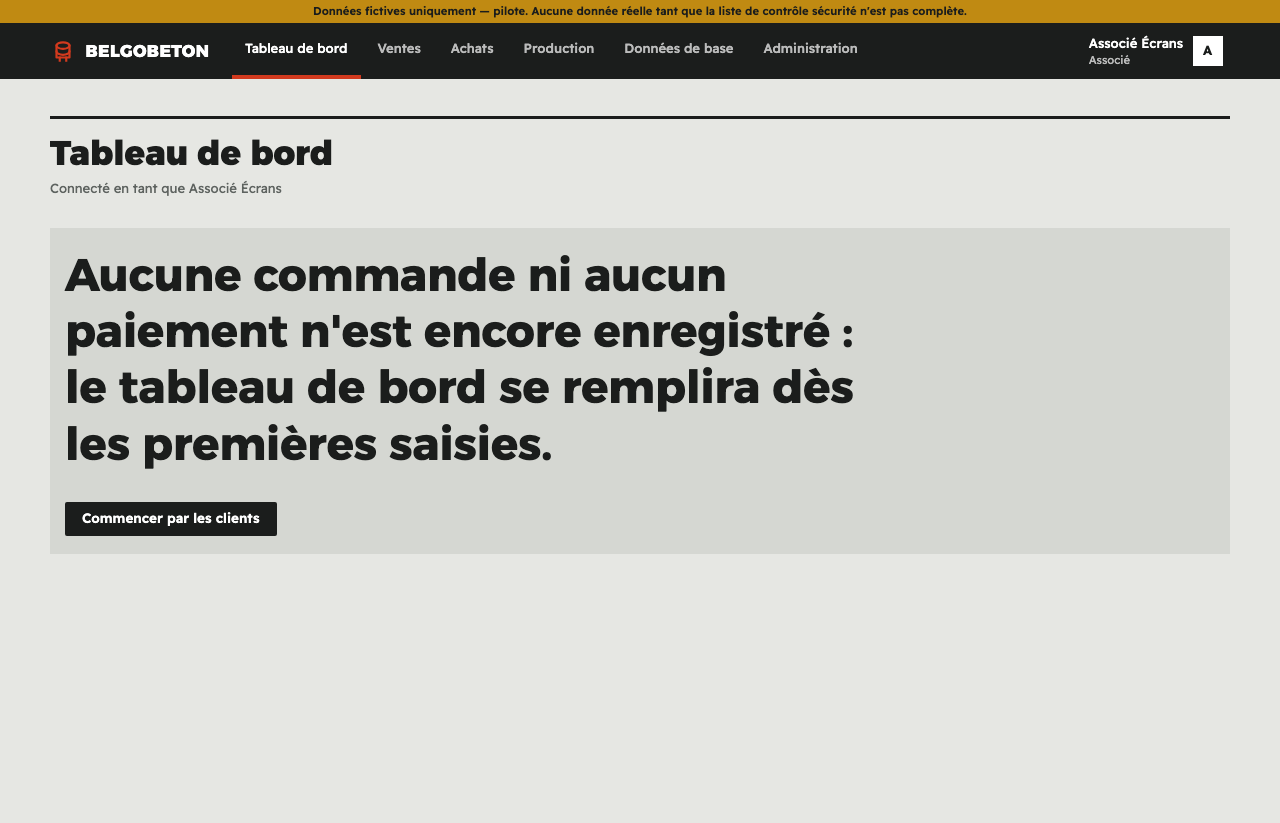 Données fictives uniquement — pilote. Aucune donnée réelle tant que la liste de contrôle sécurité n'est pas complète.
BELGOBETON
Tableau de bord
Ventes
Achats
Production
Données de base
Administration
Associé Écrans
Associé
A
Tableau de bord
Connecté en tant que Associé Écrans
Aucune commande ni aucun
paiement n'est encore enregistré :
le tableau de bord se remplira dès
les premières saisies.
Commencer par les clients